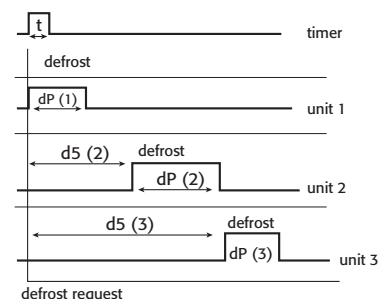 t
timer
defrost
dP (1)
unit 1
d5 (2)
defrost
dP (2)
unit 2
d5 (3)
defrost
dP (3)
unit 3
defrost request